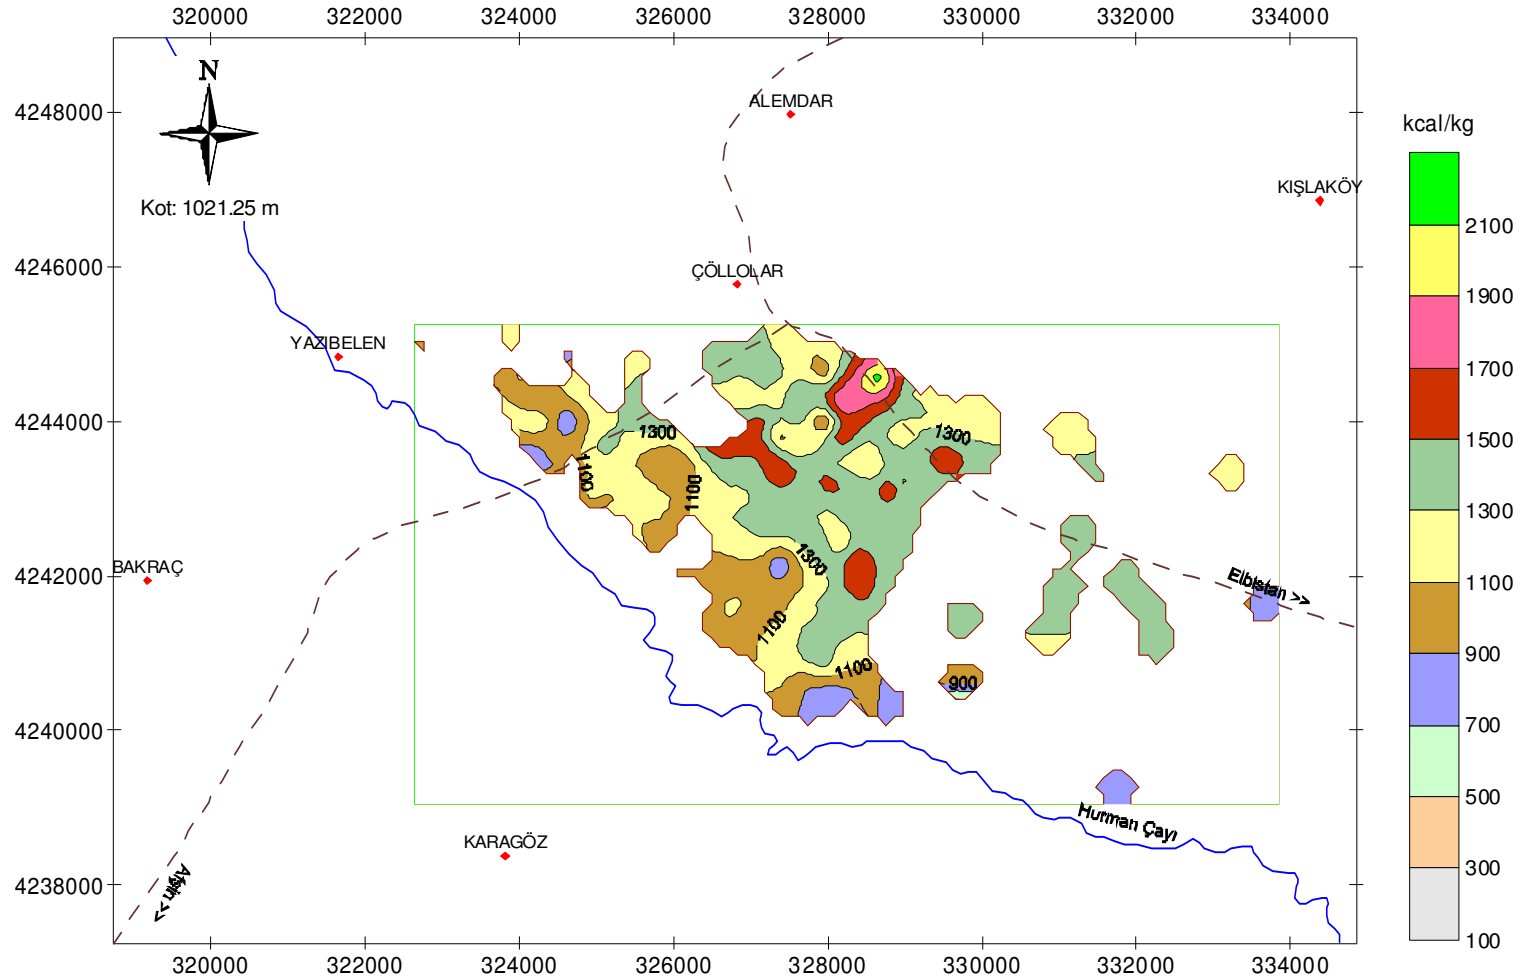 320000 322000 324000 326000 328000 330000 332000 334000
4248000
4246000
4244000
4242000
4240000
4238000
N
Kot: 1021.25 m
ALEMDAR
KIŞLAKÖY
ÇÖLLOLAR
YAZIBELEN
BAKRAÇ
KARAGÖZ
1300
1300
1100
1100
1300
1100
1100
900
Elbistan >>
Hurman Çayı
Afşin >>
320000 322000 324000 326000 328000 330000 332000 334000
kcal/kg
2100
1900
1700
1500
1300
1100
900
700
500
300
100